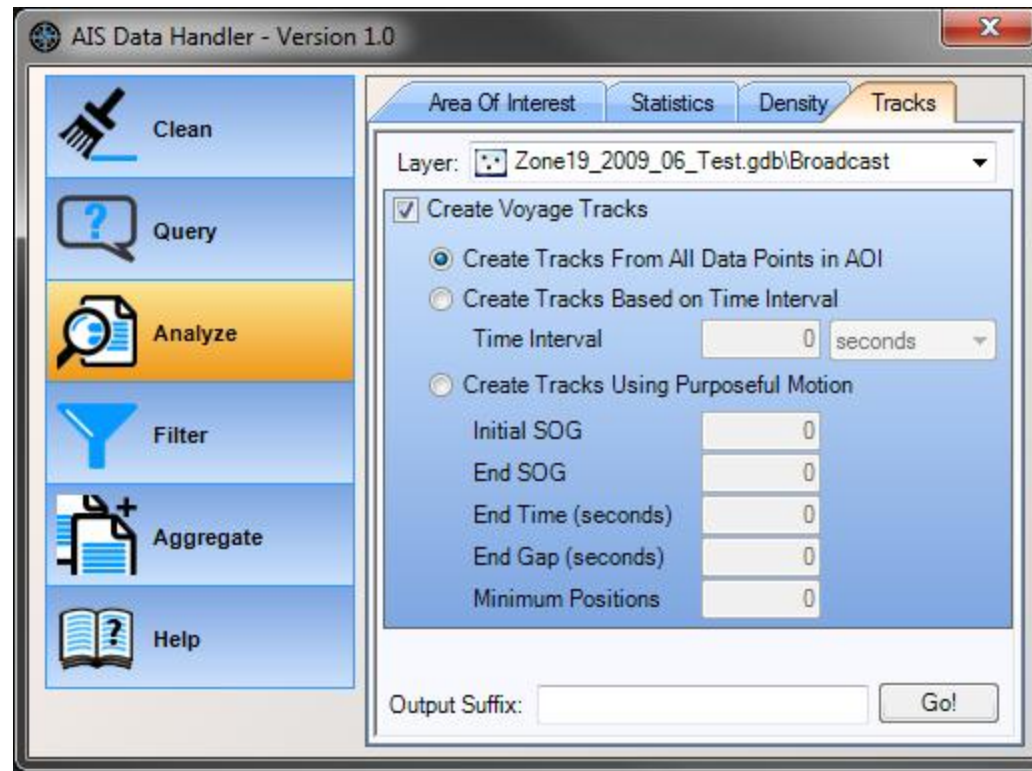 AIS Data Handler - Version 1.0
Clean
Query
Analyze
Filter
Aggregate
Help
Area Of Interest
Statistics
Density
Tracks
Layer: Zone19_2009_06_Test.gdb\Broadcast
Create Voyage Tracks
Create Tracks From All Data Points in AOI
Create Tracks Based on Time Interval
Time Interval 0 seconds
Create Tracks Using Purposeful Motion
Initial SOG 0
End SOG 0
End Time (seconds) 0
End Gap (seconds) 0
Minimum Positions 0
Output Suffix: Go!